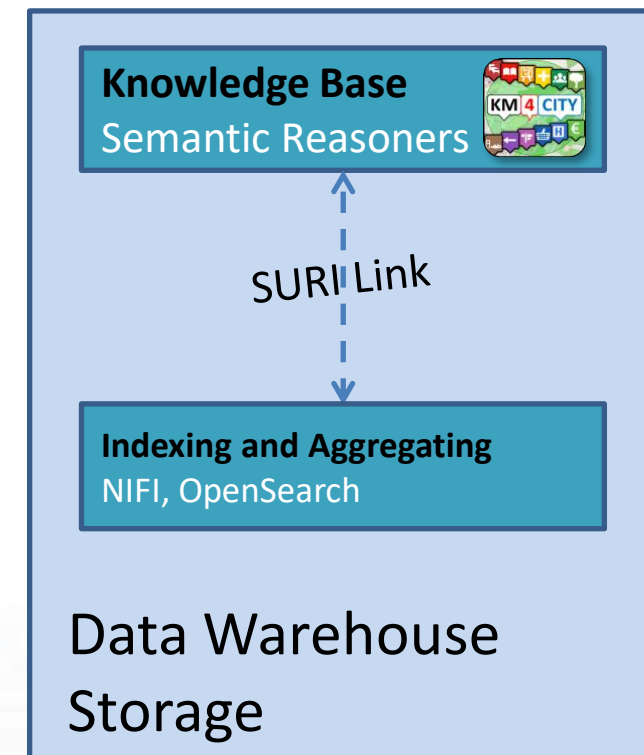 Knowledge Base
Semantic Reasoners
KM 4 CITY
SURI Link
Indexing and Aggregating
NIFI, OpenSearch
Data Warehouse
Storage